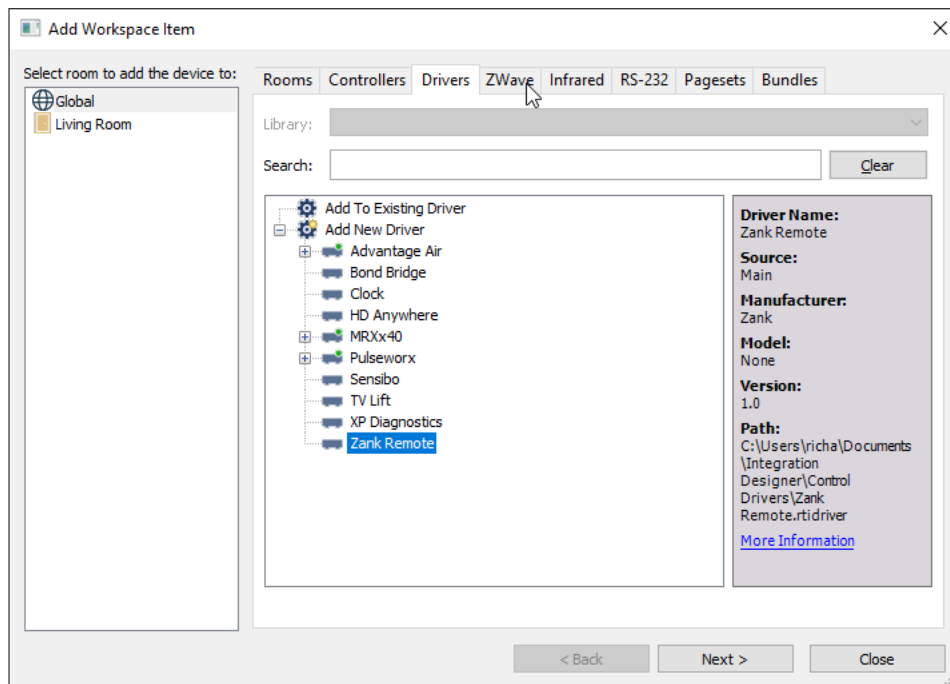 Add Workspace Item
Select room to add the device to:
Global
Living Room
Rooms Controllers Drivers ZWave Infrared RS-232 Pagesets Bundles
Library:
Search:
Clear
Add To Existing Driver
Add New Driver
Advantage Air
Bond Bridge
Clock
HD Anywhere
MRXx40
Pulseworx
Sensibo
TV Lift
XP Diagnostics
Zank Remote
Driver Name:
Zank Remote
Source:
Main
Manufacturer:
Zank
Model:
None
Version:
1.0
Path:
C:\Users\richa\Documents
\Integration
Designer\Control
Drivers\Zank
Remote.rtidriver
More Information
< Back Next > Close